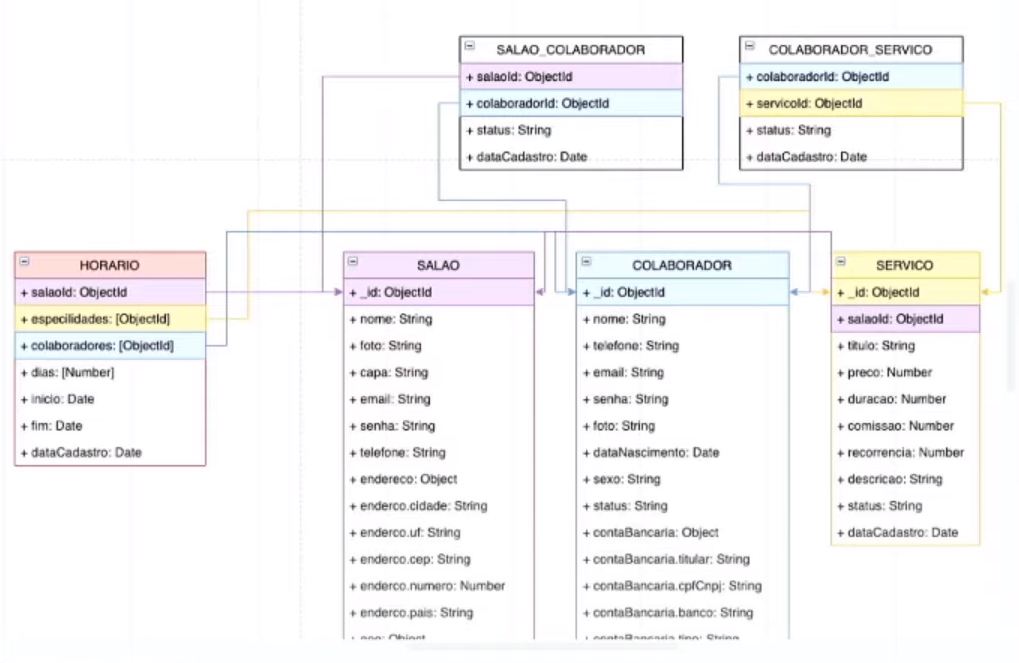 SALAO_COLABORADOR
+ salaoId: ObjectId
+ colaboradorId: ObjectId
+ status: String
+ dataCadastro: Date
COLABORADOR_SERVICO
+ colaboradorId: ObjectId
+ servicoId: ObjectId
+ status: String
+ dataCadastro: Date
HORARIO
+ salaoId: ObjectId
+ especilidades: [ObjectId]
+ colaboradores: [ObjectId]
+ dias: [Number]
+ inicio: Date
+ fim: Date
+ dataCadastro: Date
SALAO
+ _id: ObjectId
+ nome: String
+ foto: String
+ capa: String
+ email: String
+ senha: String
+ telefone: String
+ endereco: Object
+ enderco.cidade: String
+ enderco.uf: String
+ enderco.cep: String
+ enderco.numero: Number
+ enderco.pais: String
+ geo: Object
COLABORADOR
+ _id: ObjectId
+ nome: String
+ telefone: String
+ email: String
+ senha: String
+ foto: String
+ dataNascimento: Date
+ sexo: String
+ status: String
+ contaBancaria: Object
+ contaBancaria.titular: String
+ contaBancaria.cpfCnpj: String
+ contaBancaria.banco: String
+ contaBancaria.tipo: String
SERVICO
+ _id: ObjectId
+ salaoId: ObjectId
+ titulo: String
+ preco: Number
+ duracao: Number
+ comissao: Number
+ recorrencia: Number
+ descricao: String
+ status: String
+ dataCadastro: Date